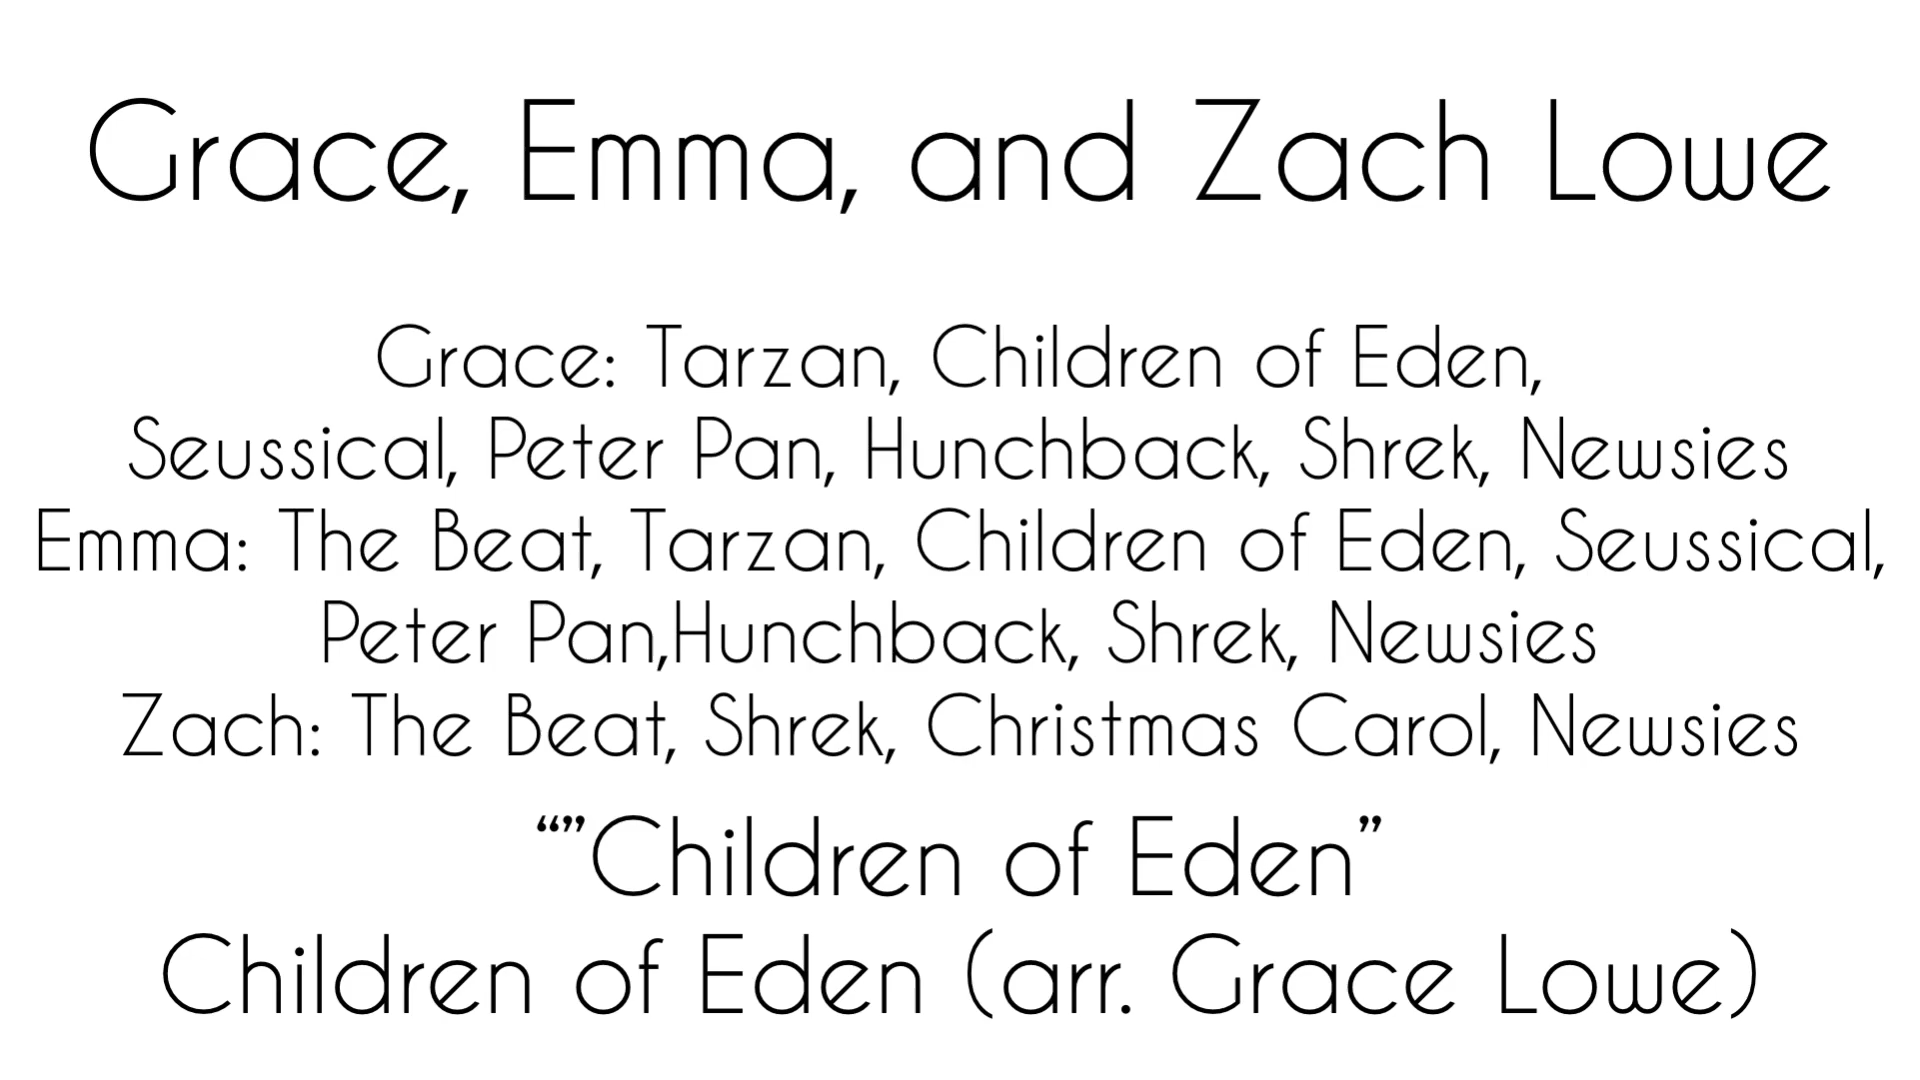 Grace, Emma, and Zach Lowe
Grace: Tarzan, Children of Eden,
Seussical, Peter Pan, Hunchback, Shrek, Newsies
Emma: The Beat, Tarzan, Children of Eden, Seussical,
Peter Pan,Hunchback, Shrek, Newsies
Zach: The Beat, Shrek, Christmas Carol, Newsies
“”Children of Eden”
Children of Eden (arr. Grace Lowe)